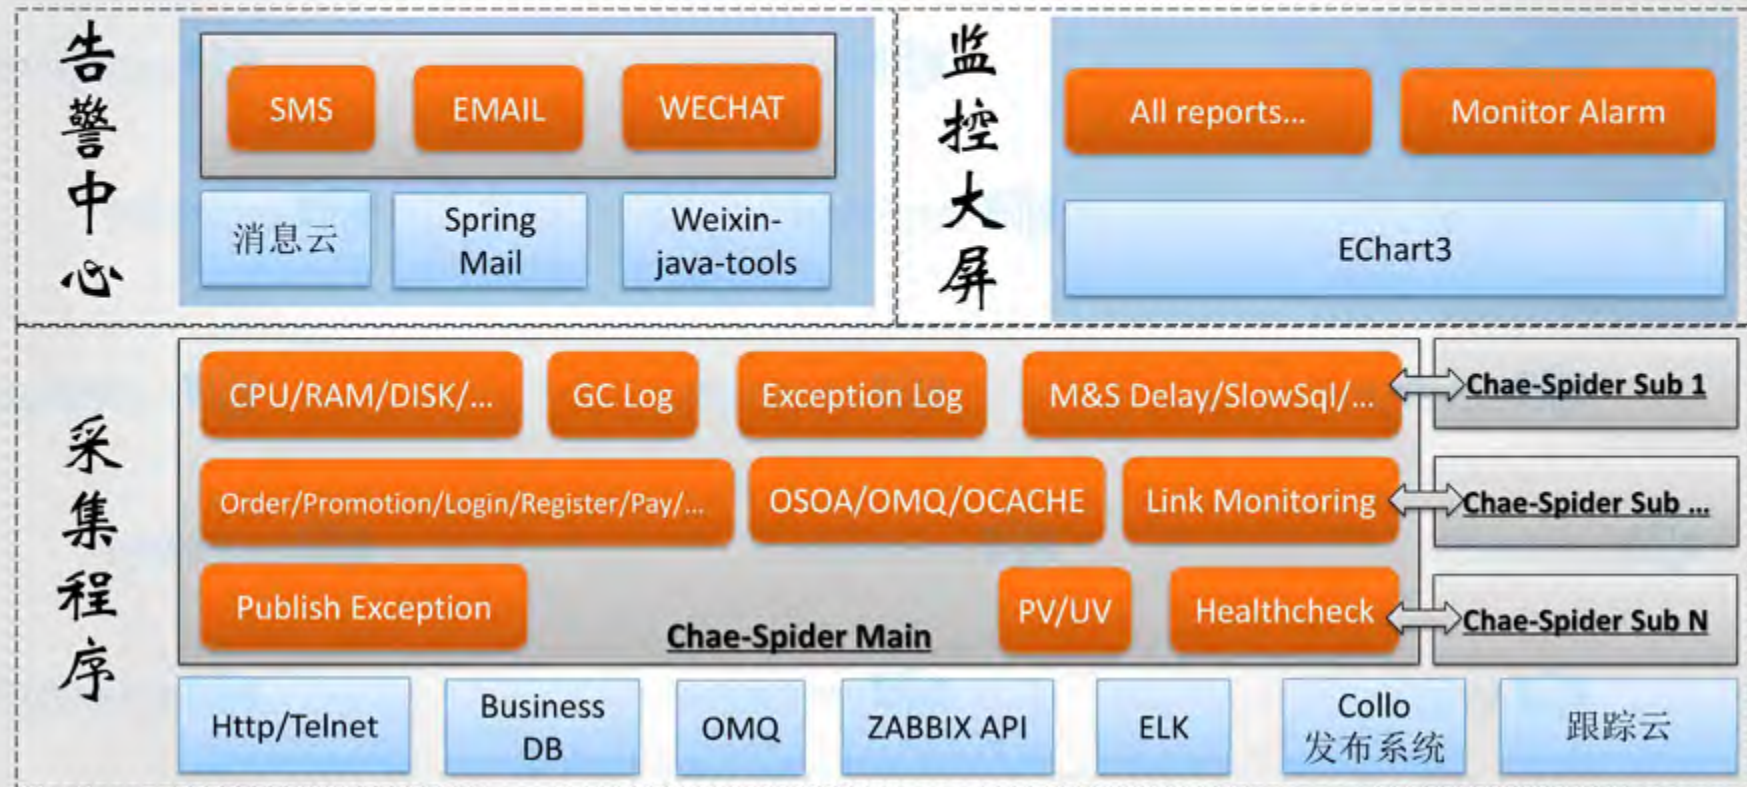 告警中心
SMS
EMAIL
WECHAT
消息云
Spring
Mail
Weixin-
java-tools
监控大屏
All reports...
Monitor Alarm
EChart3
采集程序
CPU/RAM/DISK/...
GC Log
Exception Log
M&S Delay/SlowSql/...
Chae-Spider Sub 1
Order/Promotion/Login/Register/Pay/...
OSOA/OMQ/OCACHE
Link Monitoring
Chae-Spider Sub ...
Publish Exception
Chae-Spider Main
PV/UV
Healthcheck
Chae-Spider Sub N
Http/Telnet
Business
DB
OMQ
ZABBIX API
ELK
Collo
发布系统
跟踪云